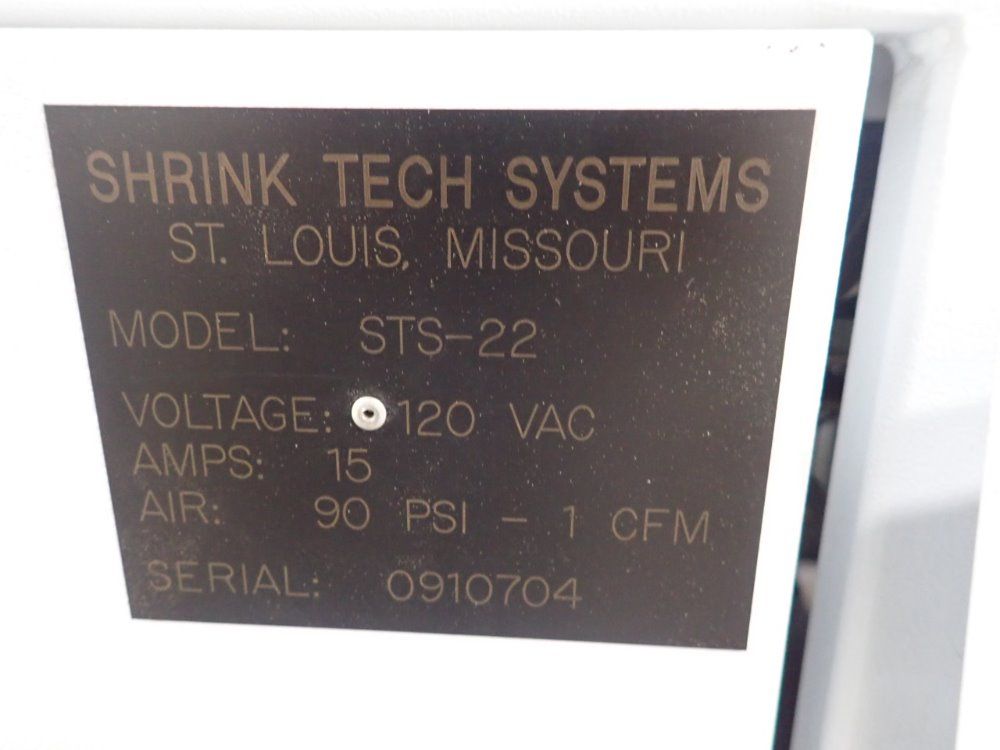 SHRINK TECH SYSTEMS
ST. LOUIS, MISSOURI
MODEL: STS-22
VOLTAGE: 120 VAC
AMPS: 15
AIR: 90 PSI - 1 CFM
SERIAL: 0910704